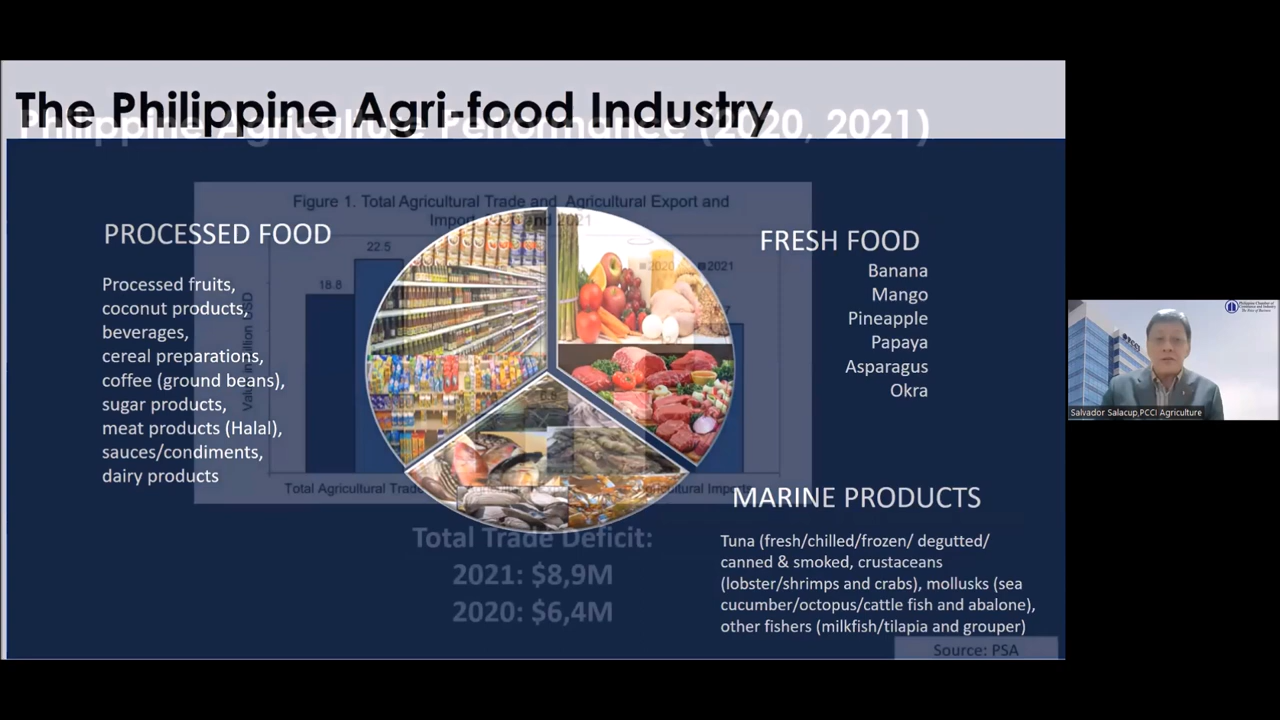 The Philippine Agri-food Industry
Philippine Agriculture Performance (2020, 2021)
Figure 1. Total Agricultural Trade and Agricultural Export and
2021
PROCESSED FOOD
22.5
18.8
2020 2021
Processed fruits,
coconut products,
beverages,
cereal preparations,
coffee (ground beans),
sugar products,
meat products (Halal),
sauces/condiments,
dairy products
FRESH FOOD
Banana
Mango
Pineapple
Papaya
Asparagus
Okra
Total Agricultural Trade
MARINE PRODUCTS
Tuna (fresh/chilled/frozen/ degutted/
canned & smoked, crustaceans
(lobster/shrimps and crabs), mollusks (sea
cucumber/octopus/cattle fish and abalone),
other fishers (milkfish/tilapia and grouper)
Total Trade Deficit:
2021: $8,9M
2020: $6,4M
Source: PSA
PCCI
Salvador Salacup,PCCI Agriculture